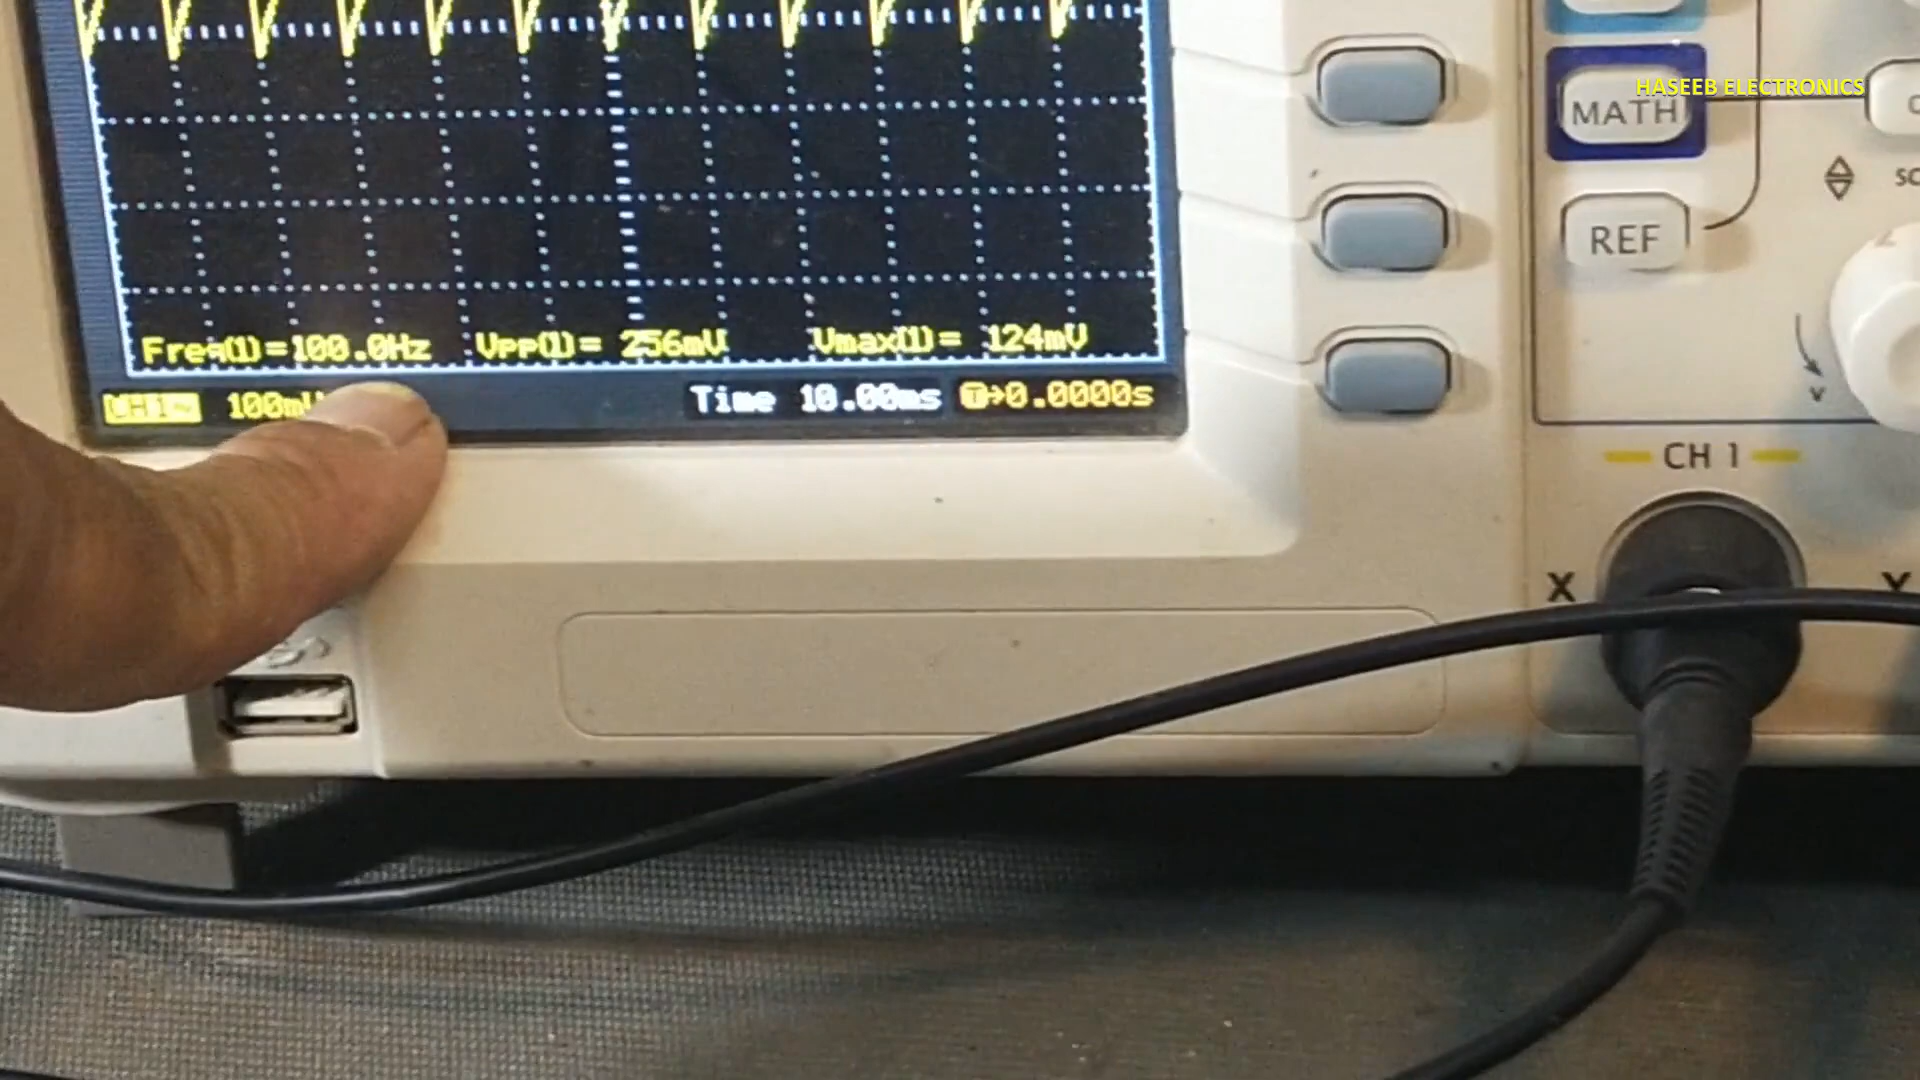 HASEEB ELECTRONICS
MATH
REF
Freq(1)=100.0Hz Vpp(1)= 256mV Vmax(1)= 124mV
CH1~ Time 10.00ms T→0.0000s
CH 1
X Y